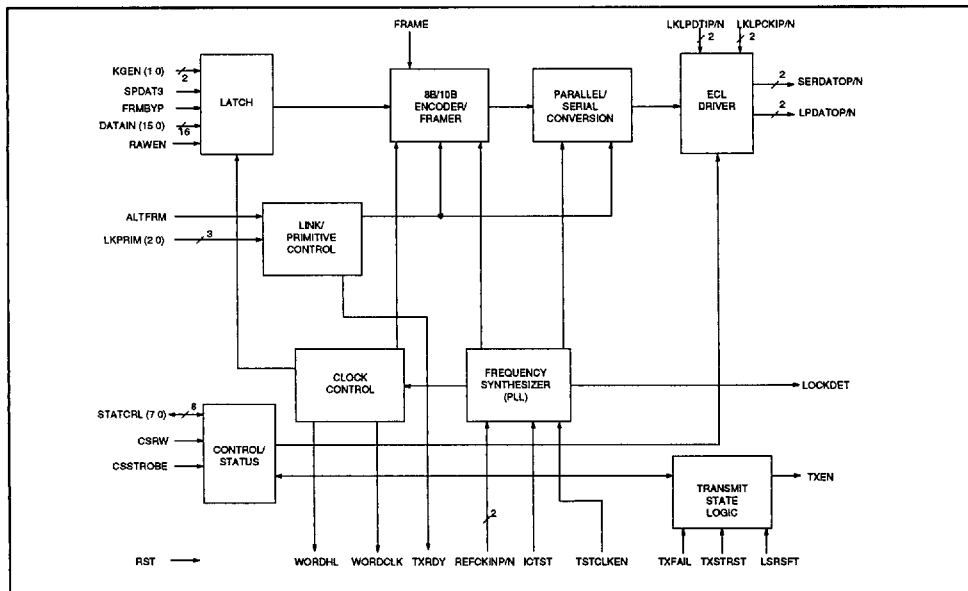 FRAME
LKLPDTIP/N
LKLPCKIP/N
2
2
KGEN (1 0)
2
SPDAT3
FRMBYP
DATAIN (15 0)
16
RAWEN
LATCH
8B/10B
ENCODER/
FRAMER
PARALLEL/
SERIAL
CONVERSION
ECL
DRIVER
2
SERDATOP/N
2
LPDATOP/N
ALTFRM
LKPRIM (2 0)
3
LINK/
PRIMITIVE
CONTROL
CLOCK
CONTROL
FREQUENCY
SYNTHESIZER
(PLL)
LOCKDET
STATCRL (7 0)
8
CSRW
CSSTROBE
CONTROL/
STATUS
TRANSMIT
STATE
LOGIC
TXEN
2
RST
WORDHL
WORDCLK
TXRDY
REFCKINP/N
ICTST
TSTCLKEN
TXFAIL
TXSTRST
LSRSFT